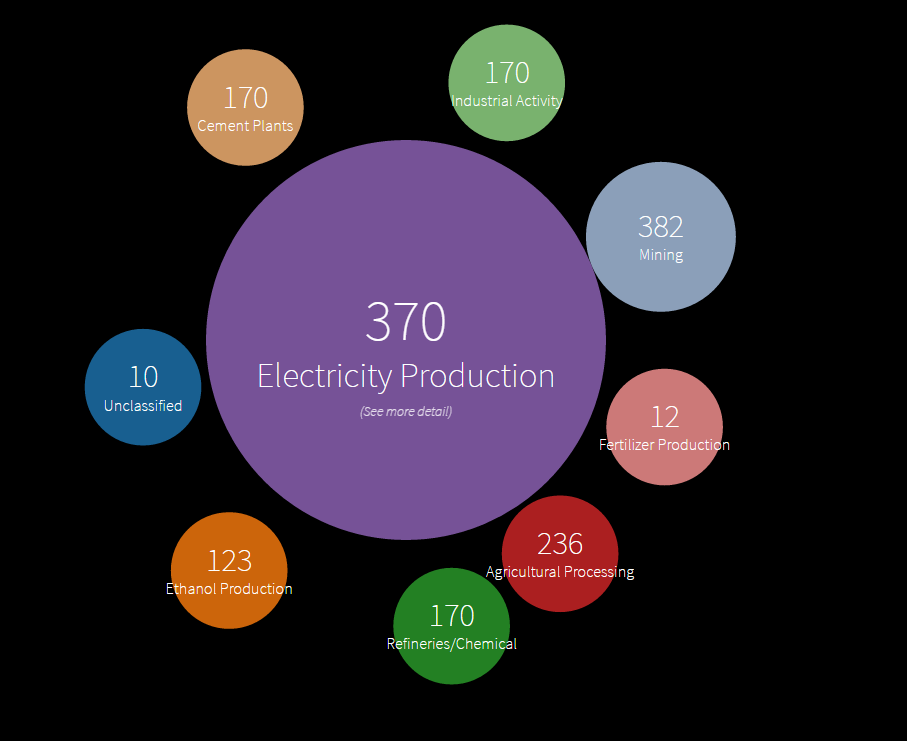 170
Industrial Activity
170
Cement Plants
382
Mining
370
Electricity Production
(See more detail)
10
Unclassified
12
Fertilizer Production
236
Agricultural Processing
123
Ethanol Production
170
Refineries/Chemical